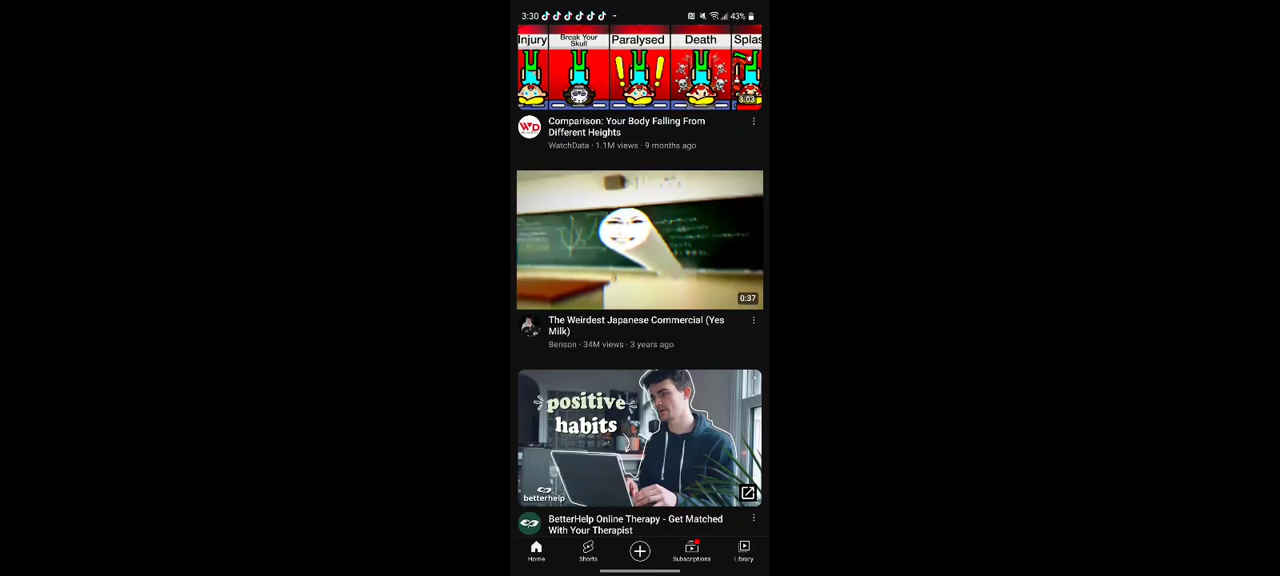 3:30
43%
Injury
Break Your
Skull
Paralysed
Death
Splas
3:03
WD
Comparison: Your Body Falling From
Different Heights
WatchData · 1.1M views · 9 months ago
0:37
The Weirdest Japanese Commercial (Yes
Milk)
Benson · 34M views · 3 years ago
positive
habits
betterhelp
BetterHelp Online Therapy - Get Matched
With Your Therapist
Home
Shorts
Subscriptions
Library